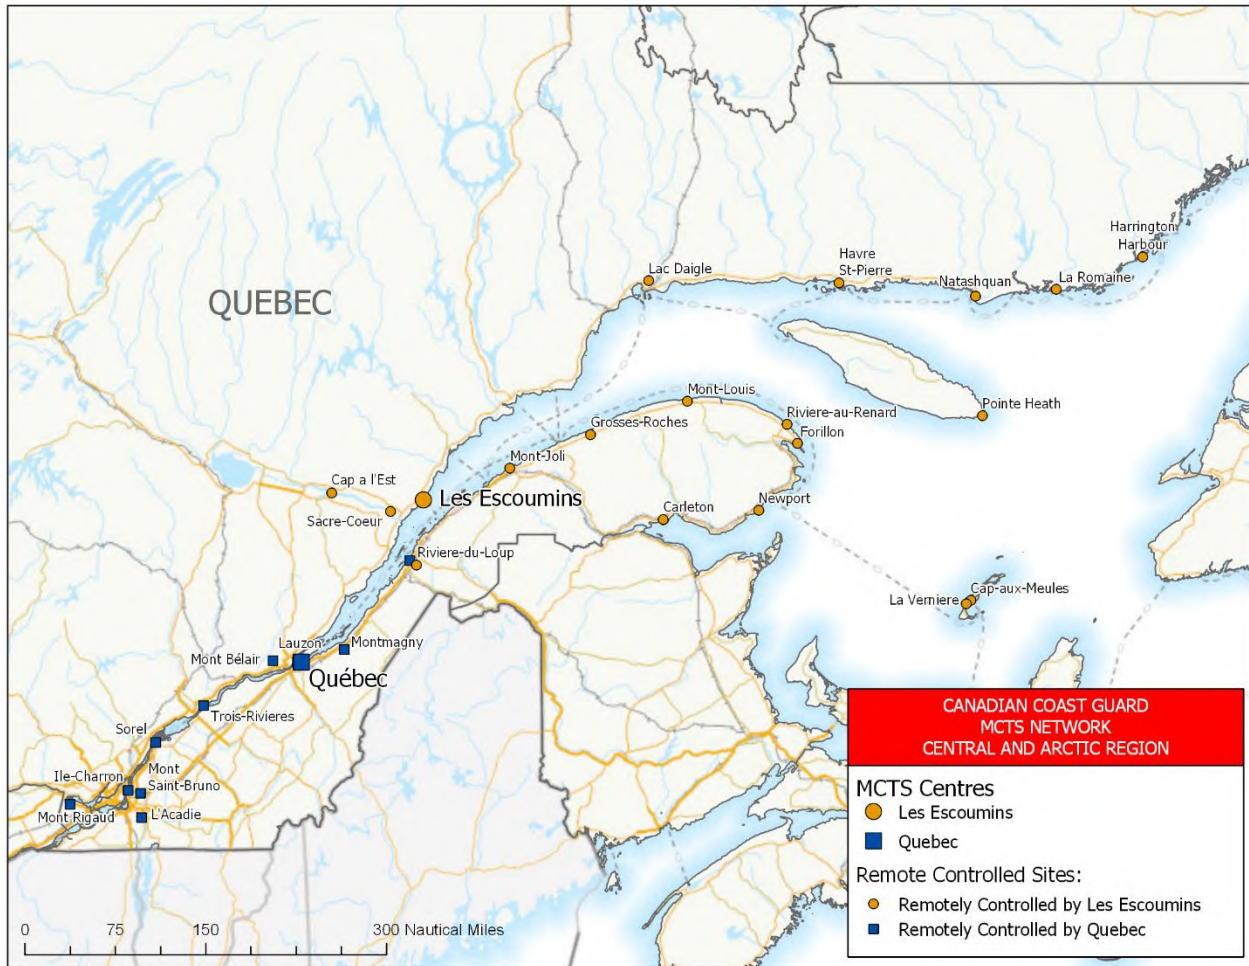 Harrington
Harbour
Havre
St-Pierre
Lac Daigle
Natashquan
La Romaine
QUEBEC
Mont-Louis
Pointe Heath
Riviere-au-Renard
Grosses-Roches
Forillon
Mont-Joli
Cap a l'Est
Les Escoumins
Newport
Carleton
Sacre-Coeur
Riviere-du-Loup
Cap-aux-Meules
La Verniere
Lauzon
Montmagny
Mont Bélair
Québec
Trois-Rivieres
Sorel
Ile-Charron
Mont
Saint-Bruno
Mont Rigaud
L'Acadie
CANADIAN COAST GUARD
MCTS NETWORK
CENTRAL AND ARCTIC REGION
MCTS Centres
Les Escoumins
Quebec
Remote Controlled Sites:
Remotely Controlled by Les Escoumins
Remotely Controlled by Quebec
0 75 150 300 Nautical Miles